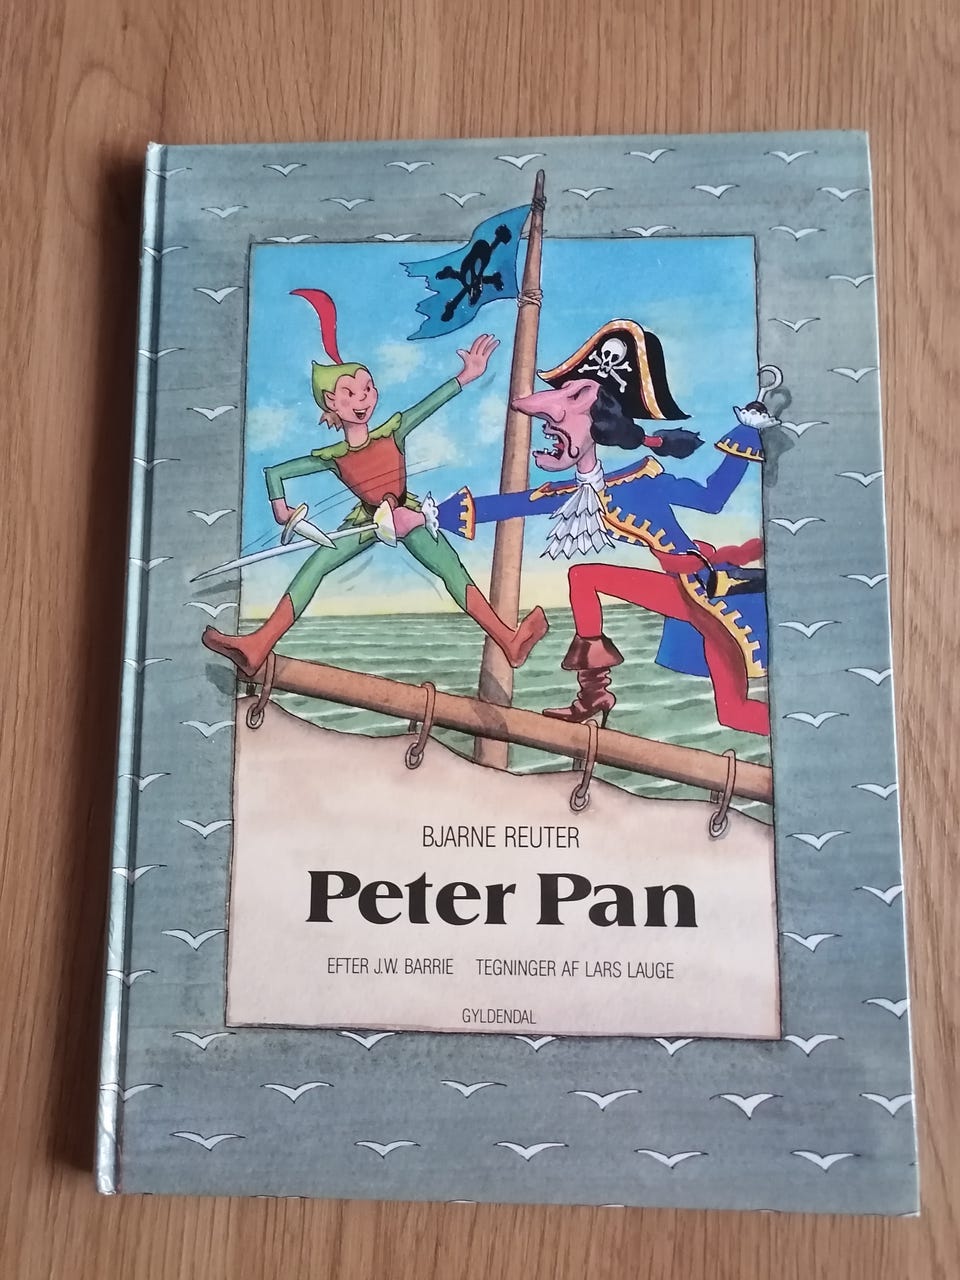 BJARNE REUTER
Peter Pan
EFTER J.W. BARRIE TEGNINGER AF LARS LAUGE
GYLDENDAL